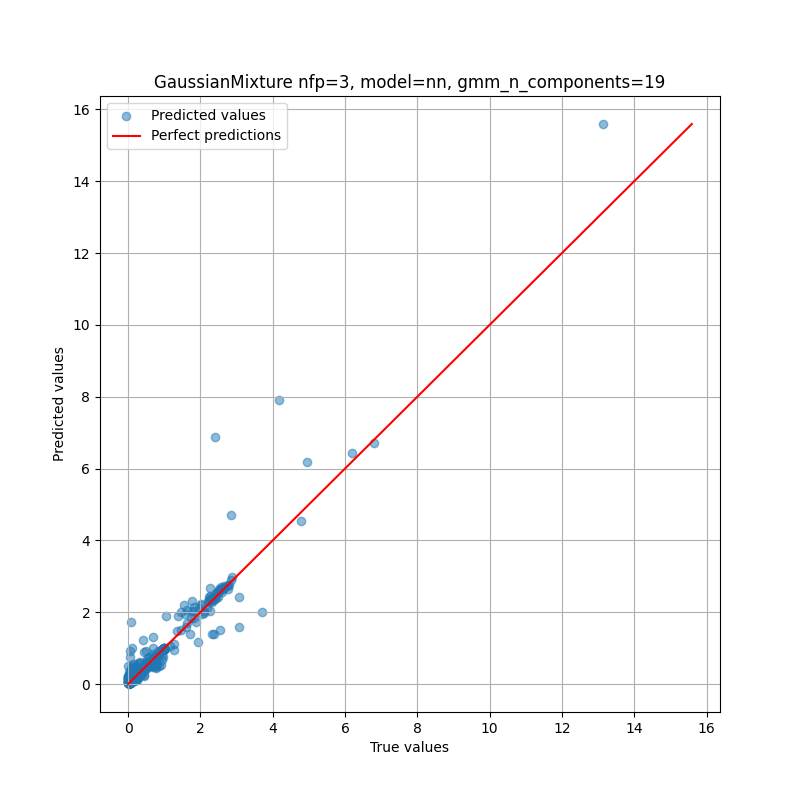 GaussianMixture nfp=3, model=nn, gmm_n_components=19
Predicted values
Perfect predictions
16
14
12
10
8
6
4
2
0
Predicted values
0 2 4 6 8 10 12 14 16
True values